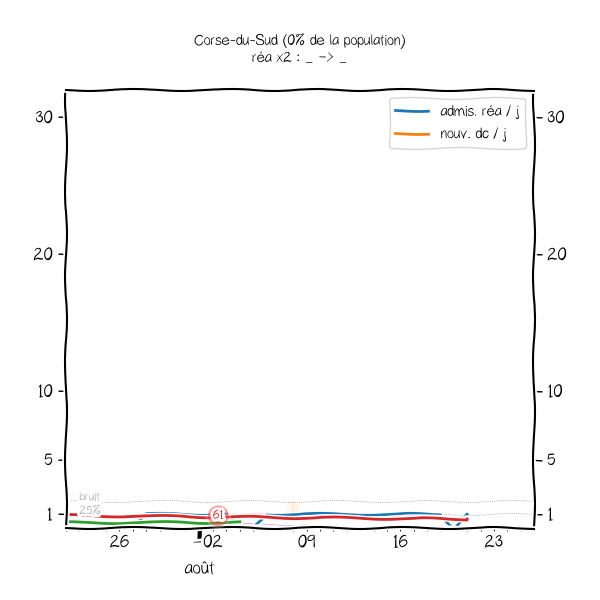 Corse-du-Sud (0% de la population)
réa x2 : _ -> _
admis. réa / j
nouv. dc / j
30
30
20
20
10
10
5
5
bruit
25%
1
61
1
26
02
09
16
23
août